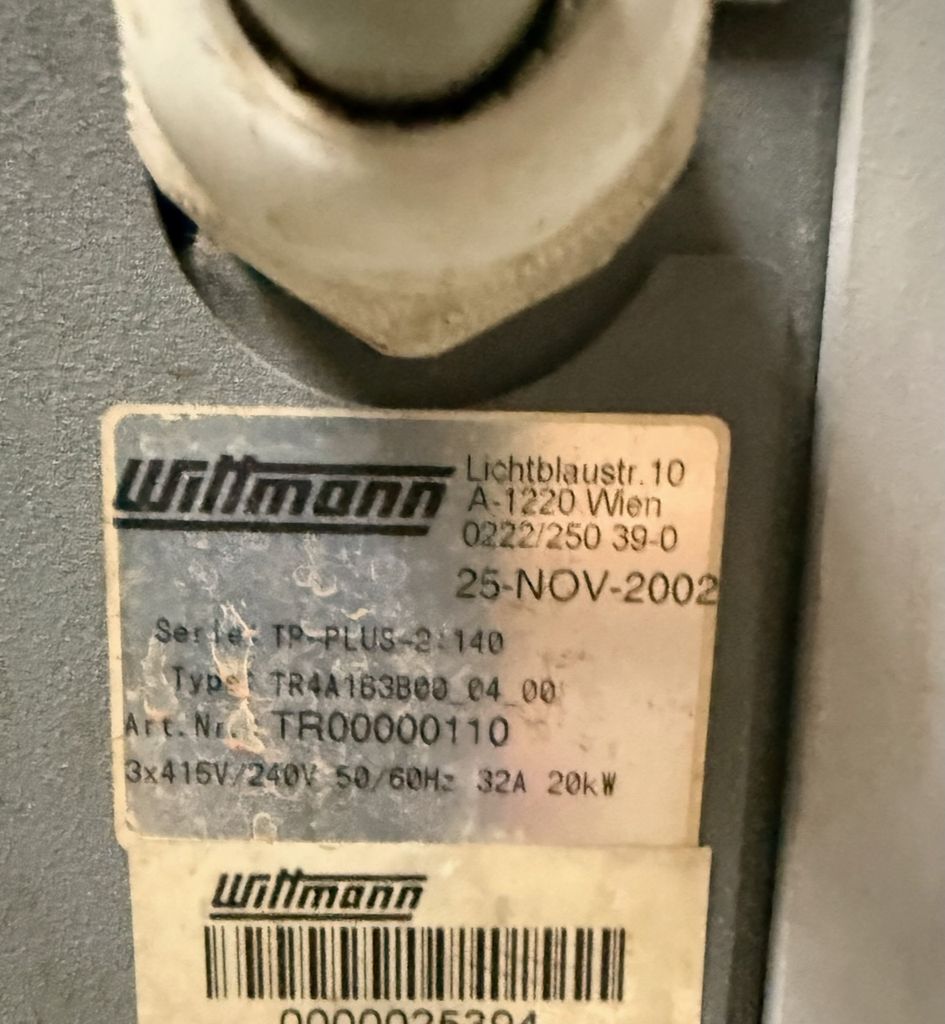 Wittmann
Lichtblaustr. 10
A-1220 Wien
0222/250 39-0
25-NOV-2002
Serie: TP-PLUS-2 140
Type: TR4A163B00_04_00
Art.Nr.: TR00000110
3x415V/240V 50/60Hz 32A 20kW
Wittmann
0000025394